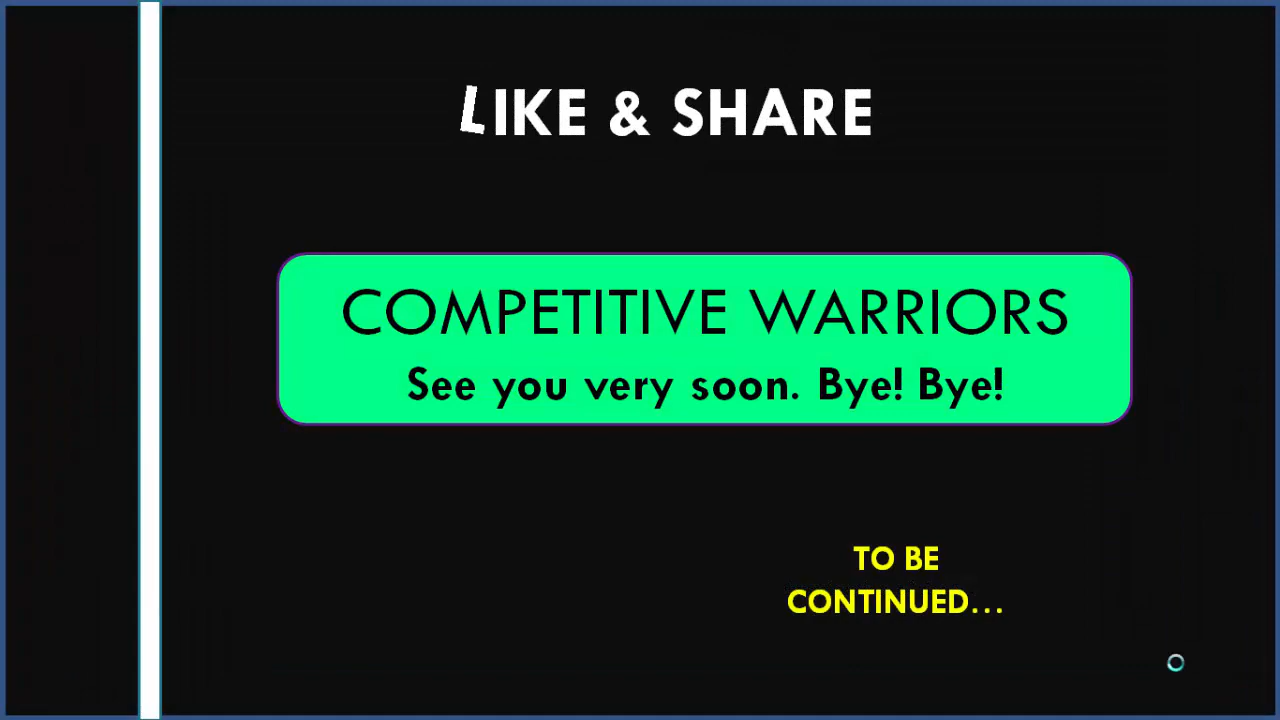 LIKE & SHARE
COMPETITIVE WARRIORS
See you very soon. Bye! Bye!
TO BE
CONTINUED...